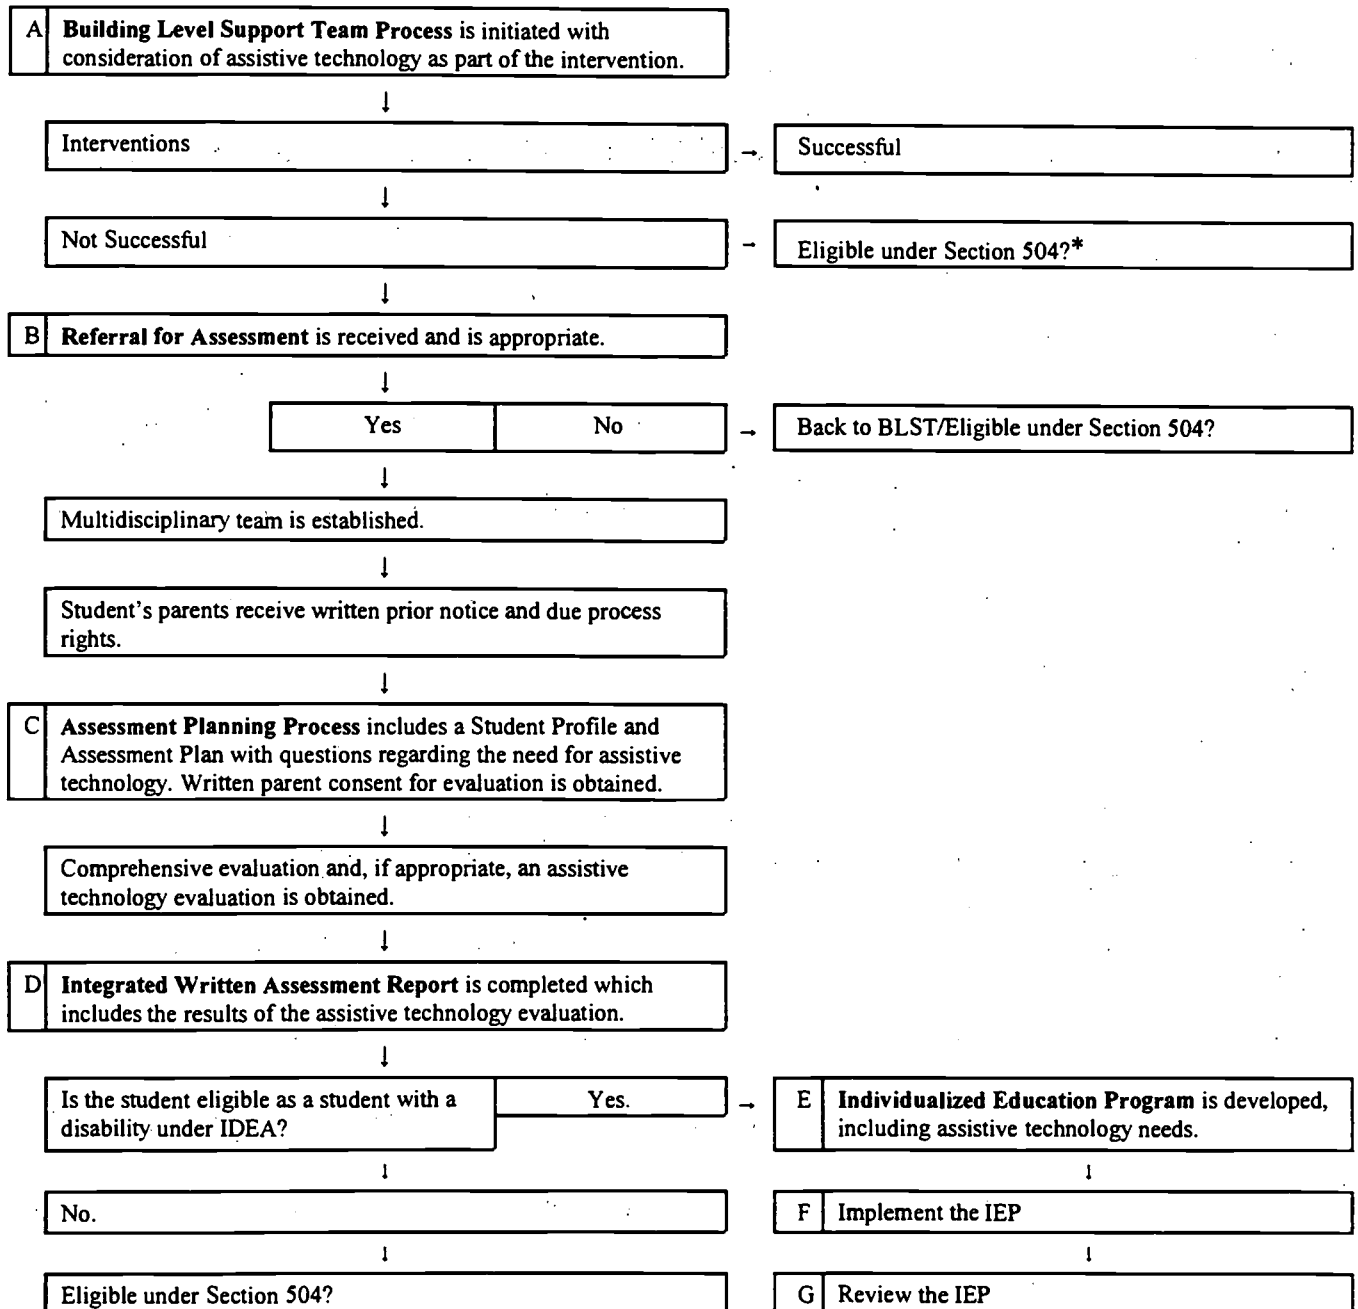 A Building Level Support Team Process is initiated with
consideration of assistive technology as part of the intervention.
↓
Interventions → Successful
↓
Not Successful → Eligible under Section 504?*
↓
B Referral for Assessment is received and is appropriate.
↓
Yes No → Back to BLST/Eligible under Section 504?
↓
Multidisciplinary team is established.
↓
Student's parents receive written prior notice and due process
rights.
↓
C Assessment Planning Process includes a Student Profile and
Assessment Plan with questions regarding the need for assistive
technology. Written parent consent for evaluation is obtained.
↓
Comprehensive evaluation and, if appropriate, an assistive
technology evaluation is obtained.
↓
D Integrated Written Assessment Report is completed which
includes the results of the assistive technology evaluation.
↓
Is the student eligible as a student with a
disability under IDEA?
Yes. →
E Individualized Education Program is developed,
including assistive technology needs.
↓ ↓
No.
F Implement the IEP
↓ ↓
Eligible under Section 504?
G Review the IEP